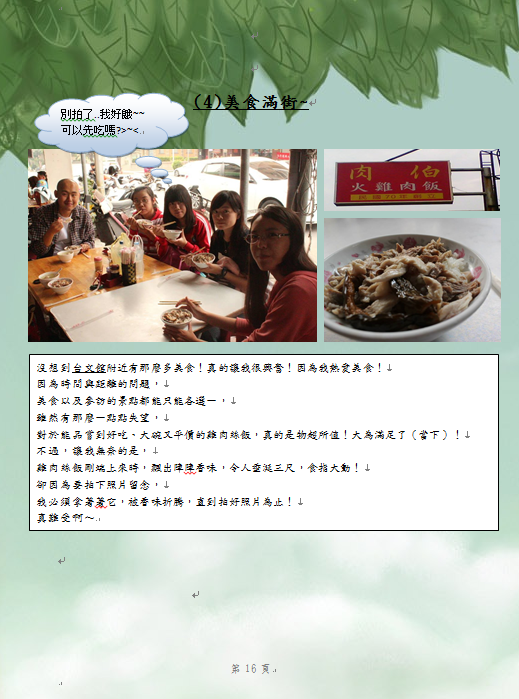 (4)美食滿街~
別拍了..我好餓~~
可以先吃嗎?>~<
肉伯
火雞肉飯
沒想到台文館附近有那麼多美食！真的讓我很興奮！因為我熱愛美食！
因為時間與距離的問題，
美食以及參訪的景點都能只能各選一，
雖然有那麼一點點失望，
對於能品嘗到好吃、大碗又平價的雞肉絲飯，真的是物超所值！大為滿足了（當下）！
不過，讓我無奈的是，
雞肉絲飯剛端上來時，飄出陣陣香味，令人垂涎三尺，食指大動！
卻因為要拍下照片留念，
我必須拿著著它，被香味折騰，直到拍好照片為止！
真難受啊～
第 16 頁